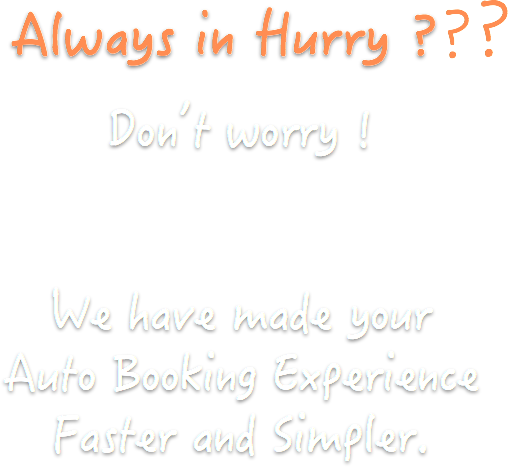 Always in Hurry ???
Don't worry !
We have made your
Auto Booking Experience
Faster and Simpler.